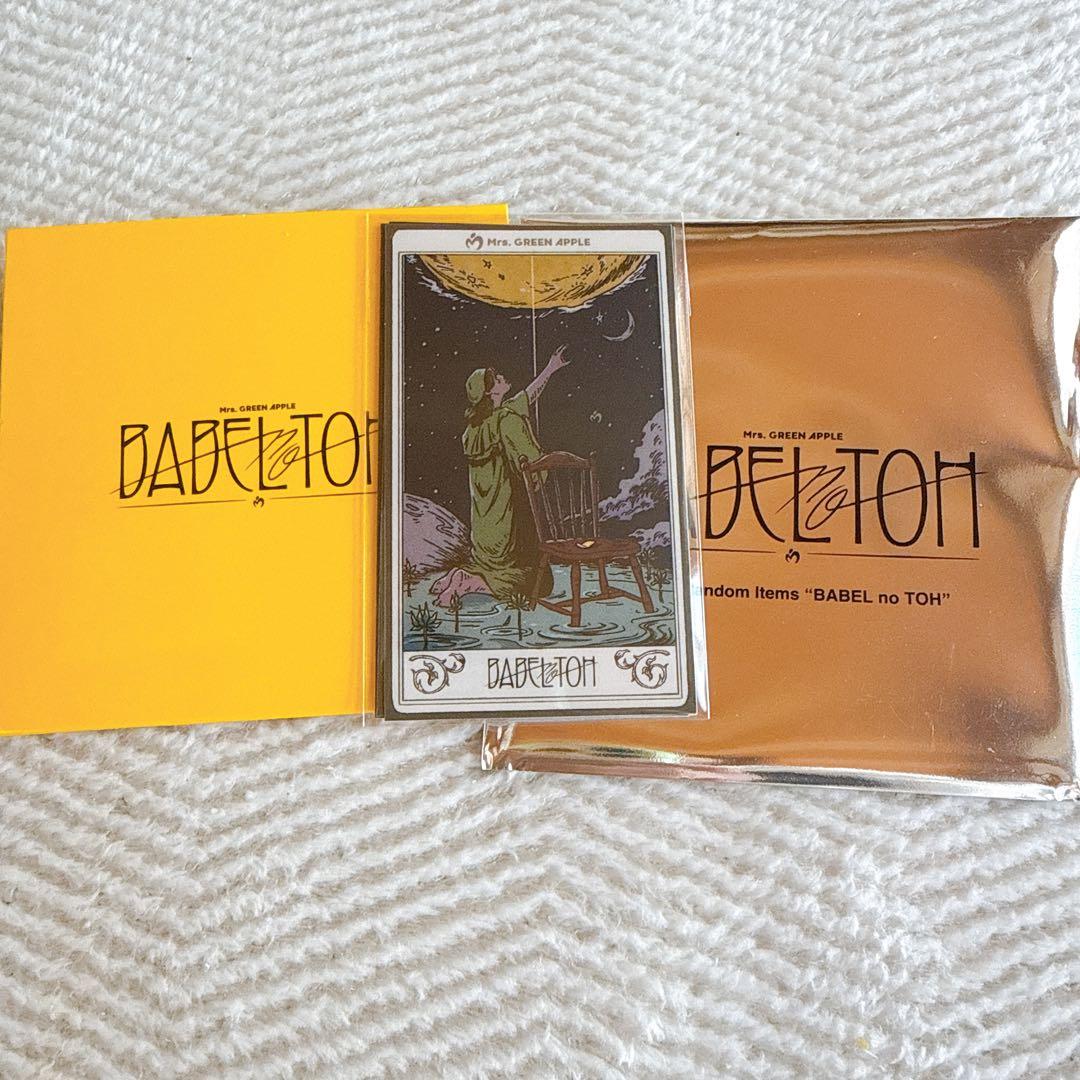 Mrs. GREEN APPLE
BABEL no TOH
Mrs. GREEN APPLE
BABEL no TOH
Mrs. GREEN APPLE
BEL no TOH
ndom Items “BABEL no TOH”